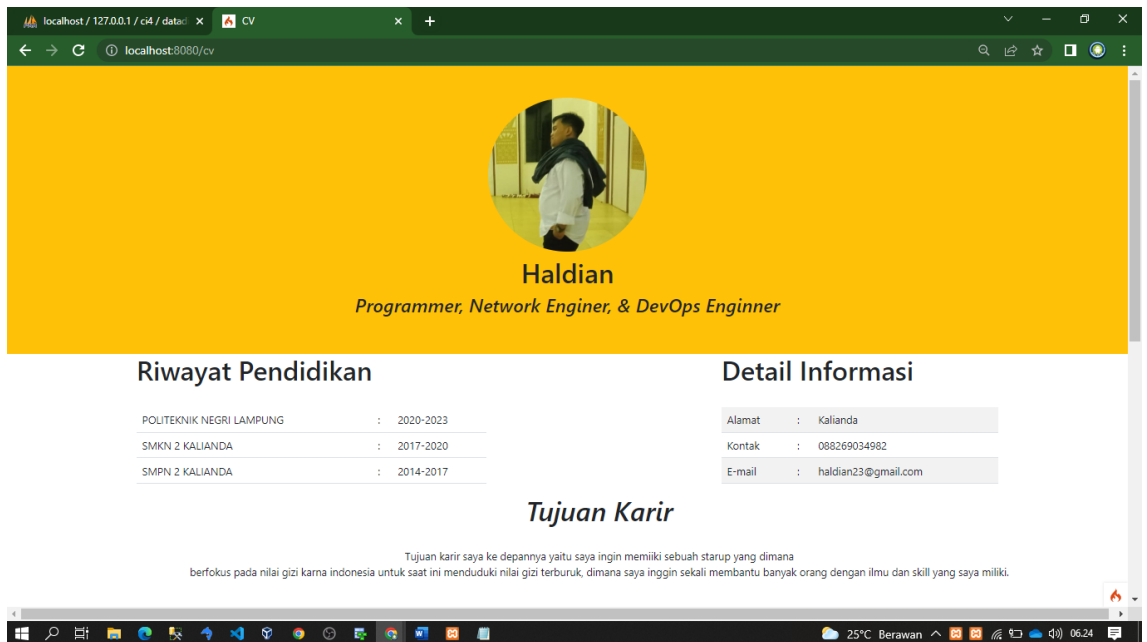 localhost / 127.0.0.1 / ci4 / datad
CV
localhost:8080/cv
Haldian
Programmer, Network Enginer, & DevOps Enginner
Riwayat Pendidikan
POLITEKNIK NEGRI LAMPUNG : 2020-2023
SMKN 2 KALIANDA : 2017-2020
SMPN 2 KALIANDA : 2014-2017
Detail Informasi
Alamat : Kalianda
Kontak : 088269034982
E-mail : haldian23@gmail.com
Tujuan Karir
Tujuan karir saya ke depannya yaitu saya ingin memiiki sebuah starup yang dimana
berfokus pada nilai gizi karna indonesia untuk saat ini menduduki nilai gizi terburuk, dimana saya inggin sekali membantu banyak orang dengan ilmu dan skill yang saya miliki.
25°C Berawan
06.24